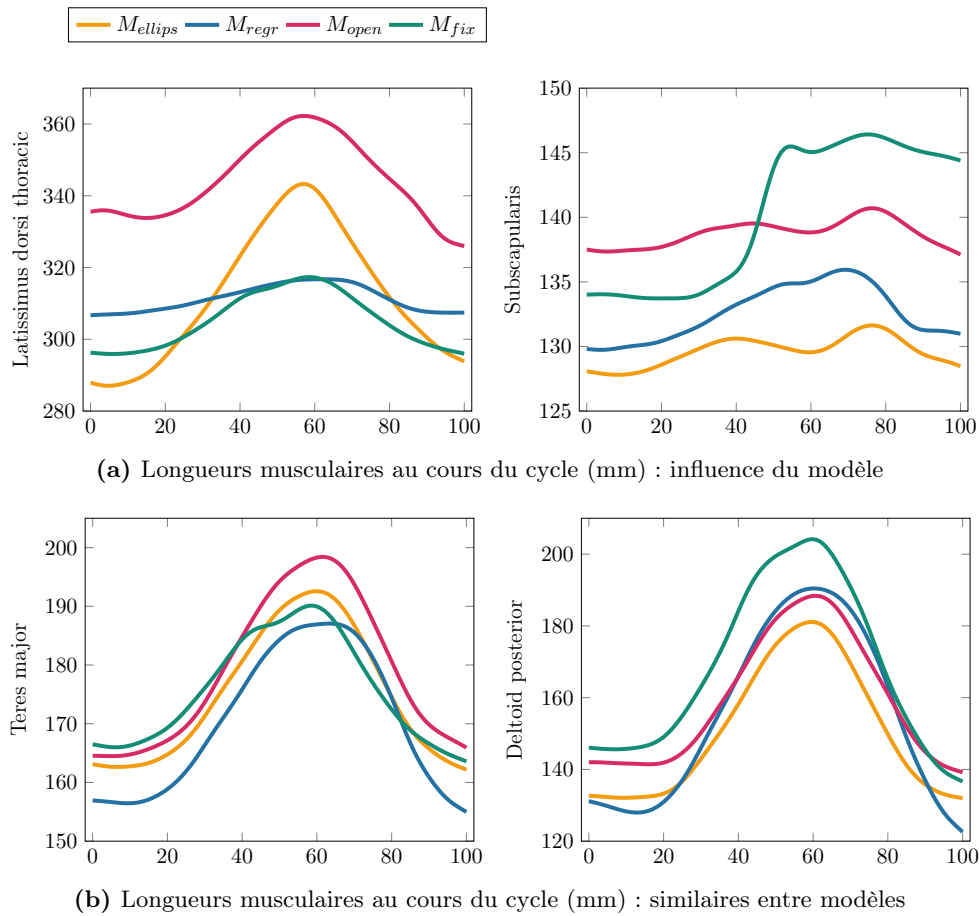 M_ellips M_regr M_open M_fix
Latissimus dorsi thoracic
360
340
320
300
280
0 20 40 60 80 100
Subscapularis
150
145
140
135
130
125
0 20 40 60 80 100
(a) Longueurs musculaires au cours du cycle (mm) : influence du modèle
Teres major
200
190
180
170
160
150
0 20 40 60 80 100
Deltoid posterior
200
180
160
140
120
0 20 40 60 80 100
(b) Longueurs musculaires au cours du cycle (mm) : similaires entre modèles